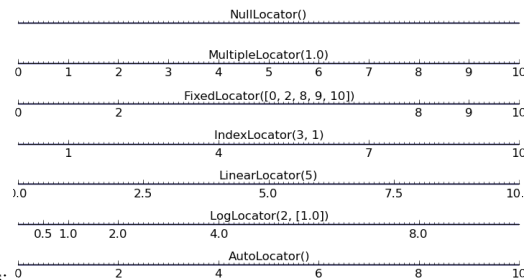 NullLocator()
MultipleLocator(1.0)
0 1 2 3 4 5 6 7 8 9 10
FixedLocator([0, 2, 8, 9, 10])
0 2 8 9 10
IndexLocator(3, 1)
1 4 7 10
LinearLocator(5)
0.0 2.5 5.0 7.5 10.
LogLocator(2, [1.0])
0.5 1.0 2.0 4.0 8.0
AutoLocator()
0 2 4 6 8 10